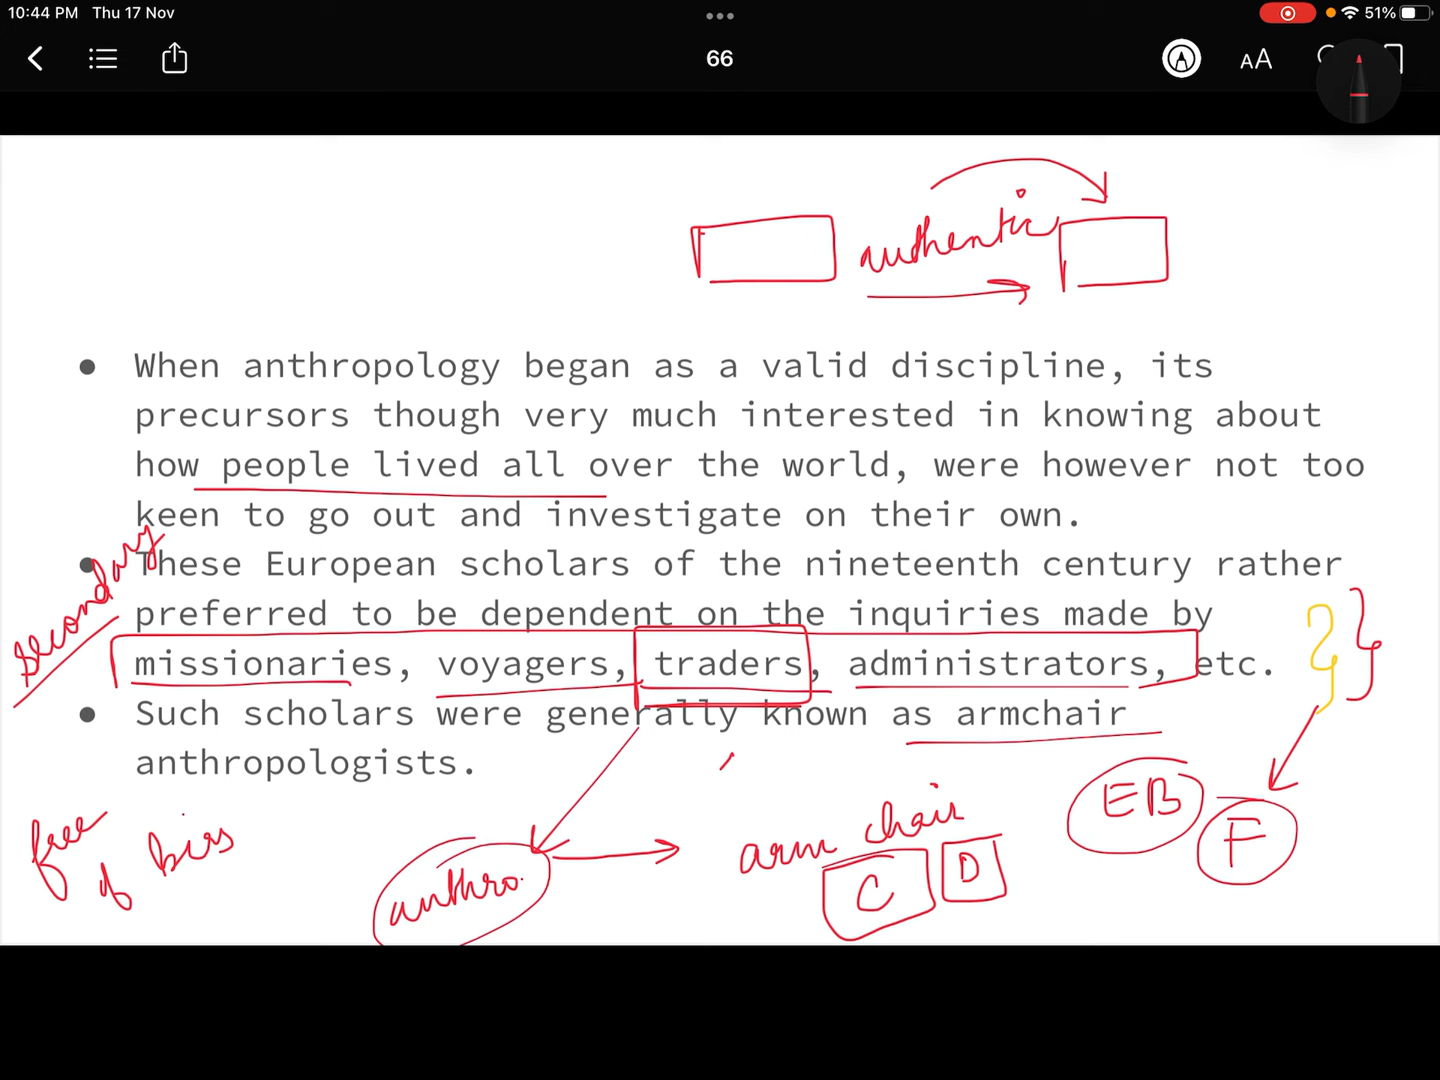 10:44 PM Thu 17 Nov
51%
66
AA
authentic
● When anthropology began as a valid discipline, its
precursors though very much interested in knowing about
how people lived all over the world, were however not too
keen to go out and investigate on their own.
● These European scholars of the nineteenth century rather
preferred to be dependent on the inquiries made by
missionaries, voyagers, traders, administrators, etc.
● Such scholars were generally known as armchair
anthropologists.
secondary
free of bias
anthro.
arm chair
C D
EB
F